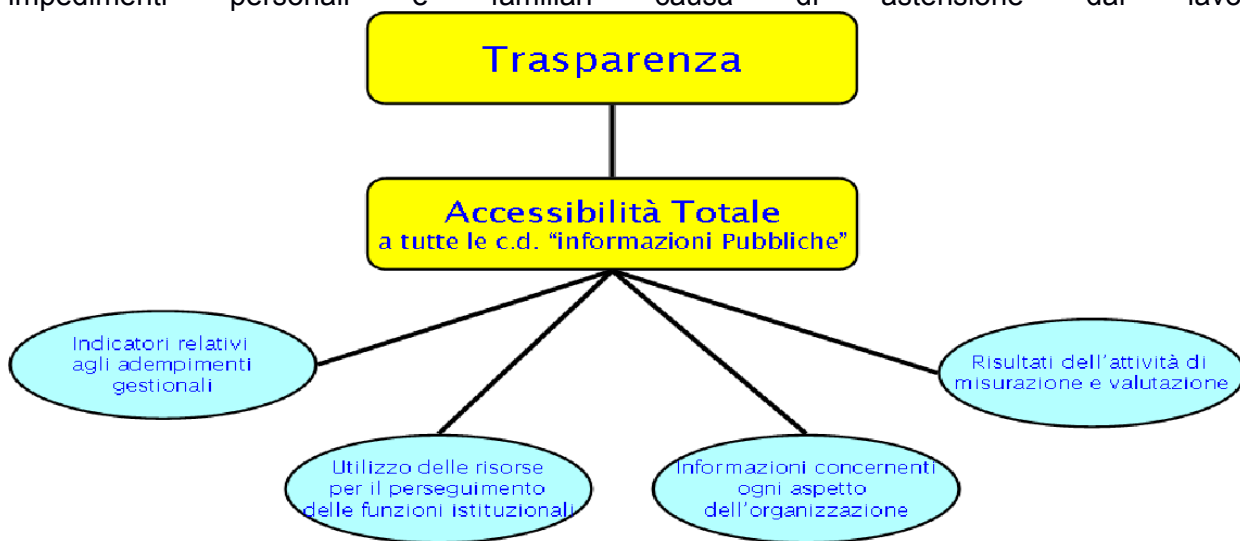 impedimenti personali e familiari causa di astensione dal lavo
Trasparenza
Accessibilità Totale
a tutte le c.d. “informazioni Pubbliche”
Indicatori relativi
agli adempimenti
gestionali
Risultati dell’attività di
misurazione e valutazione
Utilizzo delle risorse
per il perseguimento
delle funzioni istituzionali
Informazioni concernenti
ogni aspetto
dell’organizzazione